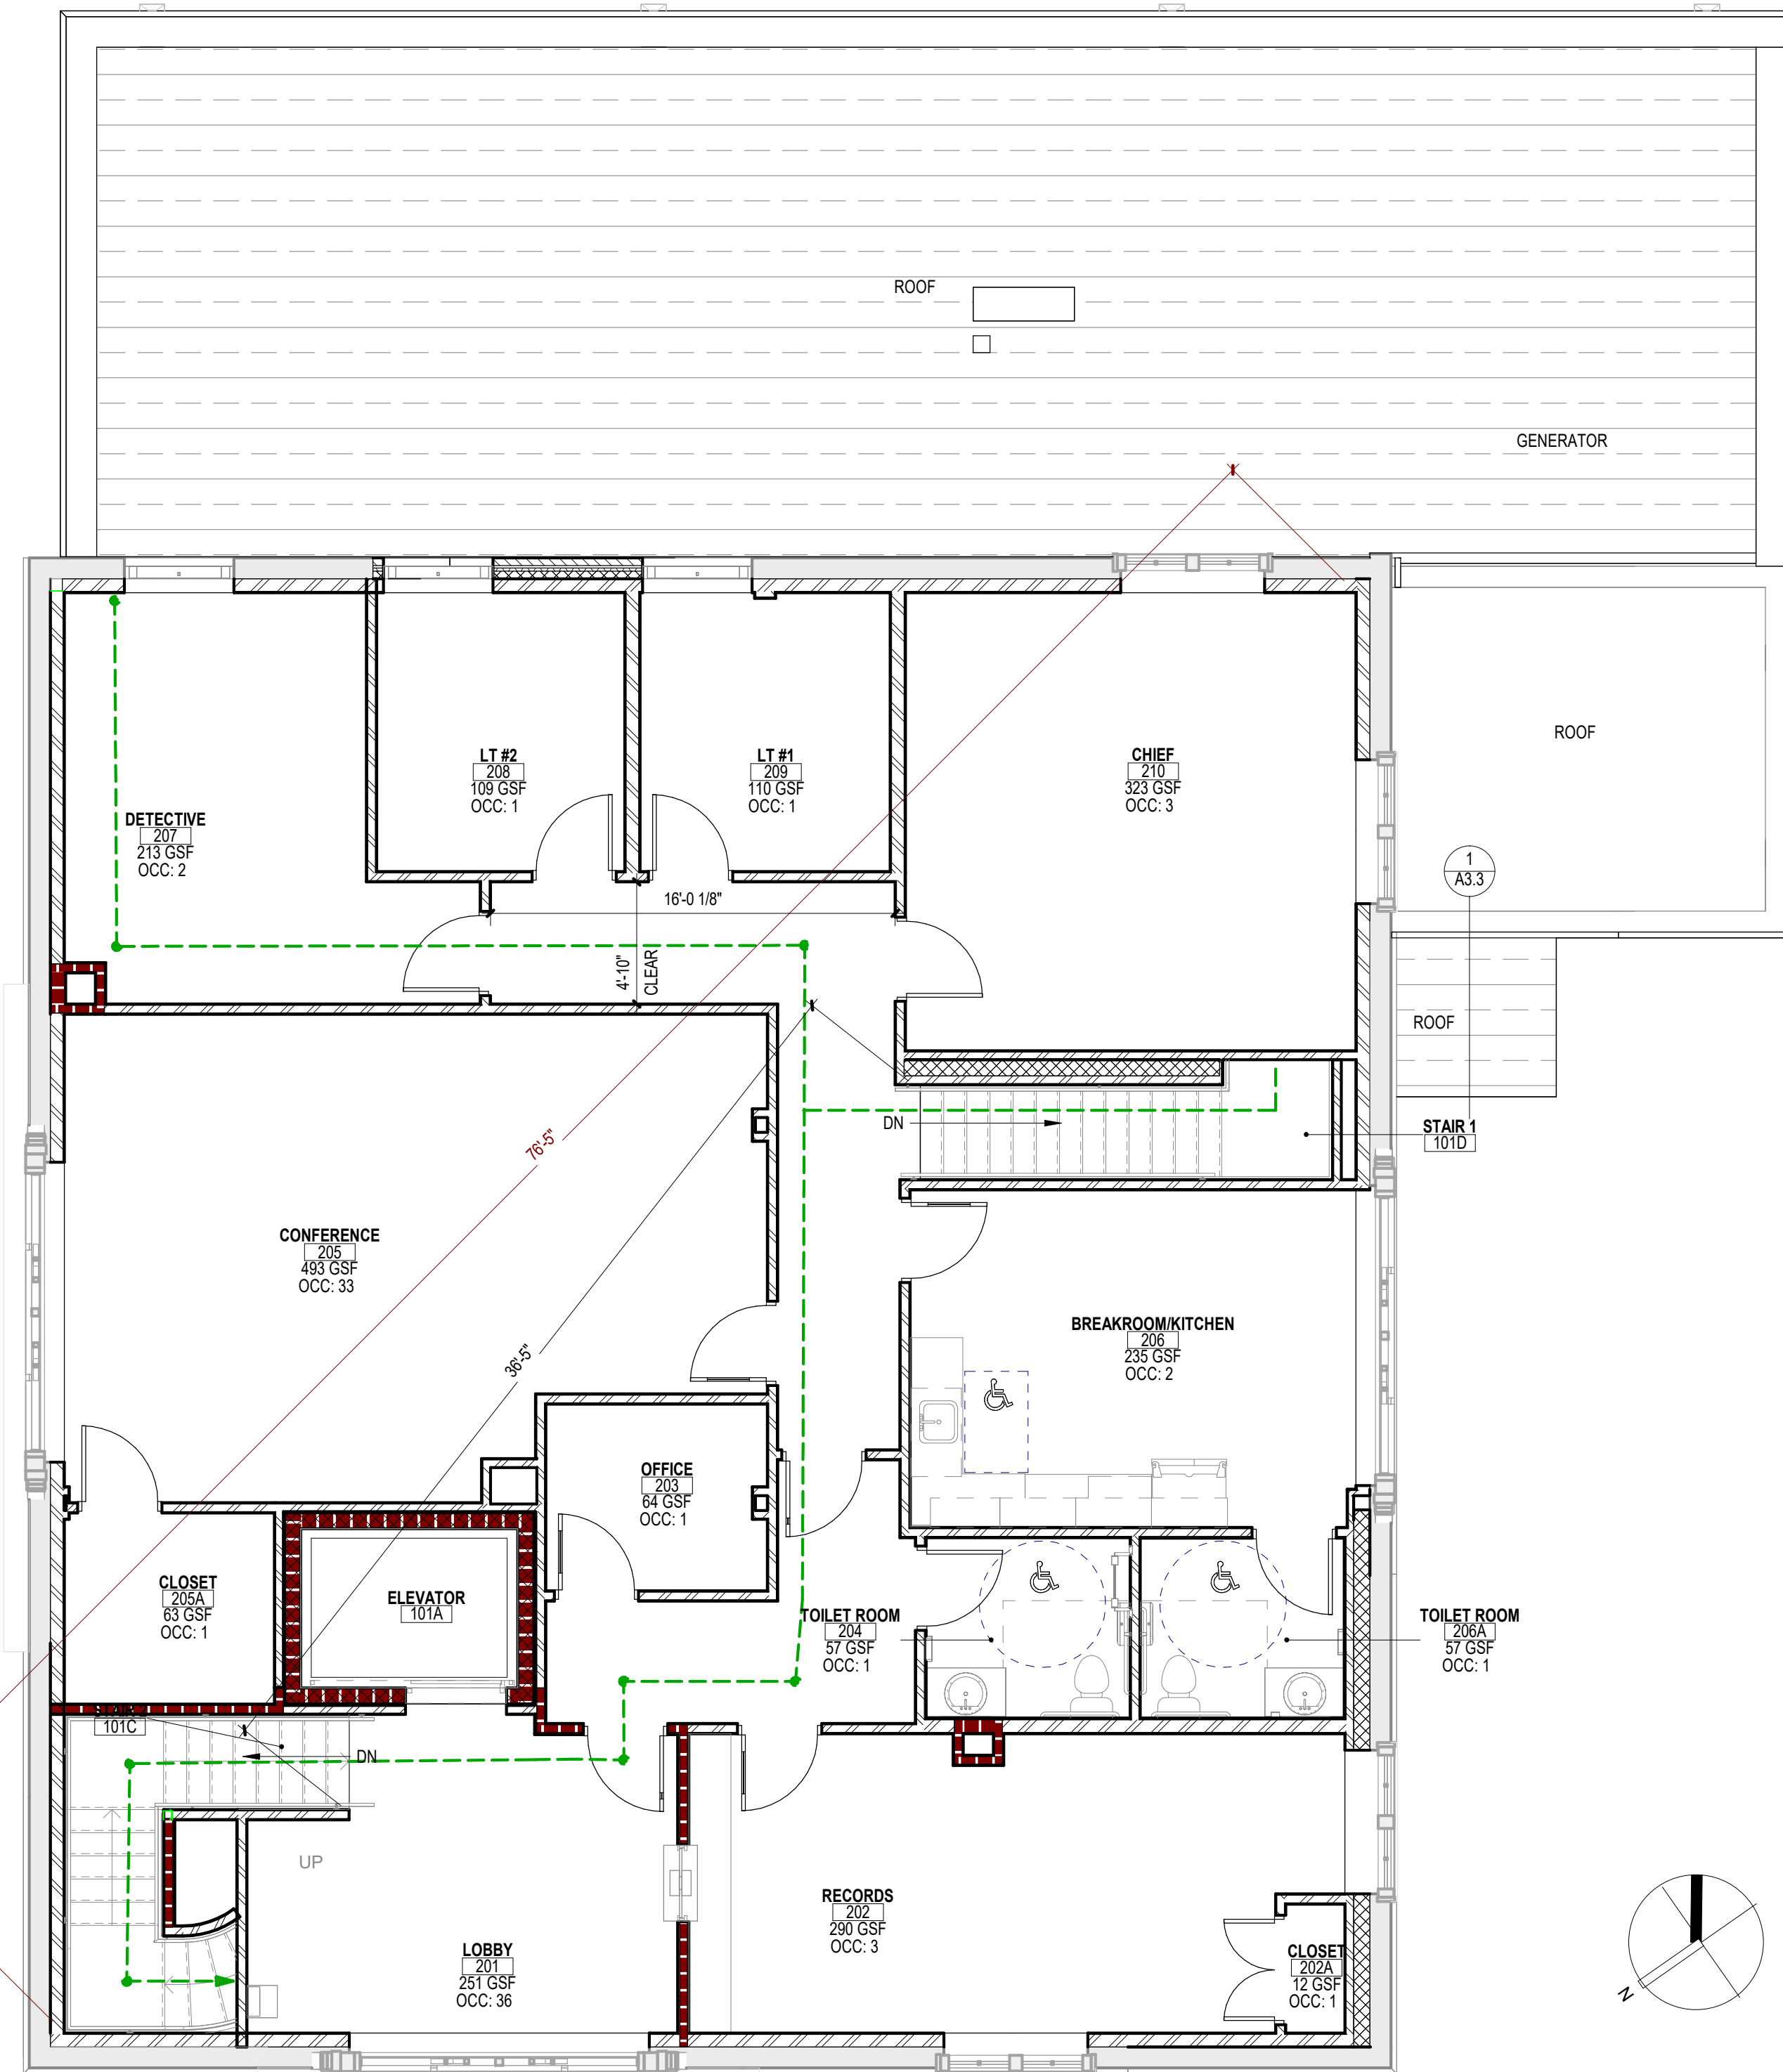 ROOF
GENERATOR
ROOF
LT #2
208
109 GSF
OCC: 1
LT #1
209
110 GSF
OCC: 1
CHIEF
210
323 GSF
OCC: 3
DETECTIVE
207
213 GSF
OCC: 2
1
A3.3
16'-0 1/8"
4'-10"
CLEAR
ROOF
DN
STAIR 1
101D
76'-5"
CONFERENCE
205
493 GSF
OCC: 33
BREAKROOM/KITCHEN
206
235 GSF
OCC: 2
36'-5"
OFFICE
203
64 GSF
OCC: 1
CLOSET
205A
63 GSF
OCC: 1
ELEVATOR
101A
TOILET ROOM
204
57 GSF
OCC: 1
TOILET ROOM
206A
57 GSF
OCC: 1
STAIR
101C
DN
UP
RECORDS
202
290 GSF
OCC: 3
LOBBY
201
251 GSF
OCC: 36
CLOSET
202A
12 GSF
OCC: 1
N